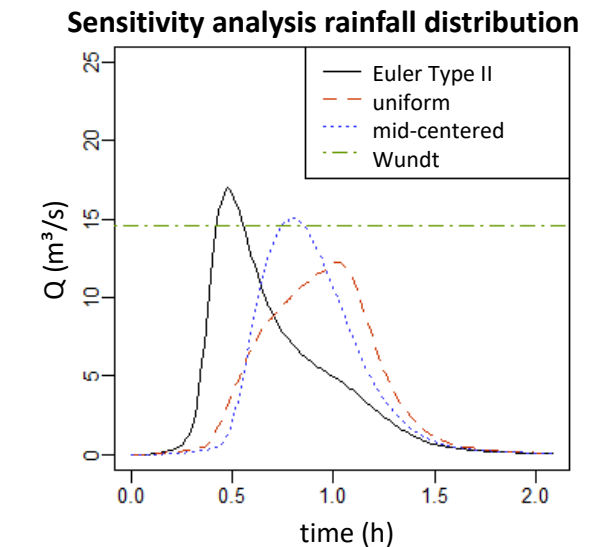 Sensitivity analysis rainfall distribution
Euler Type II
uniform
mid-centered
Wundt
Q (m³/s)
25
20
15
10
5
0
0.0 0.5 1.0 1.5 2.0
time (h)